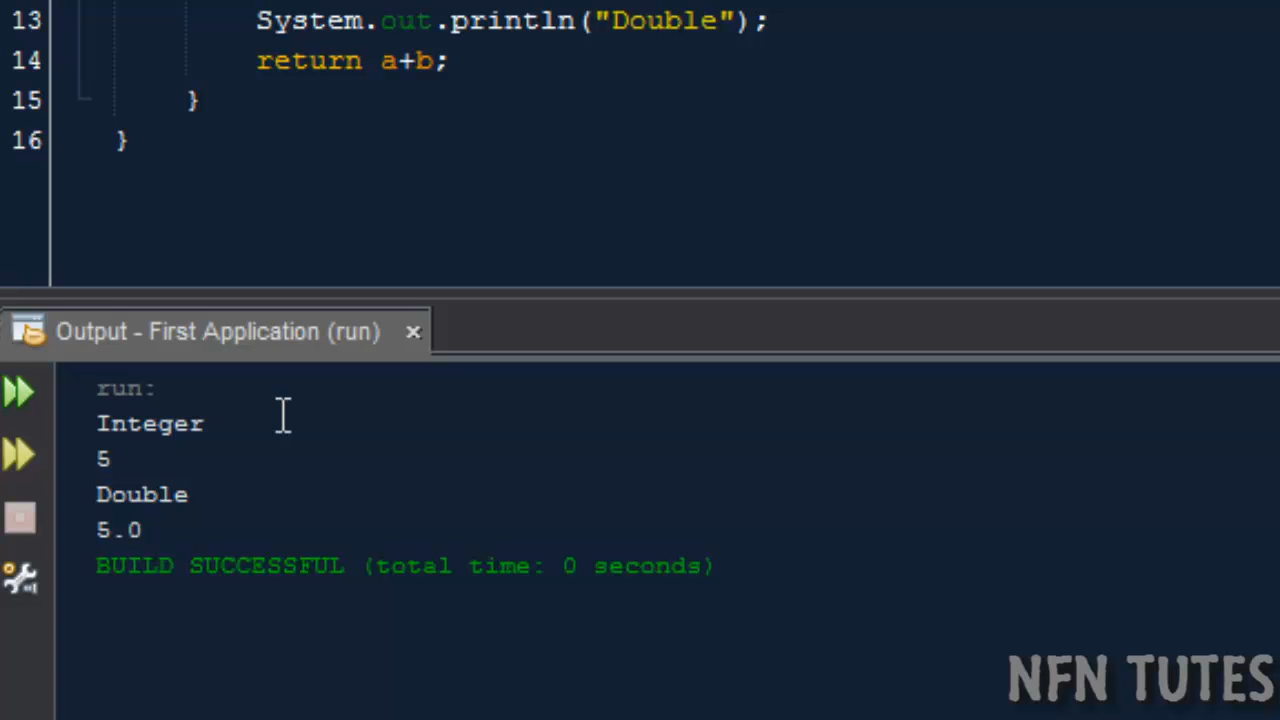 13 System.out.println("Double");
14 return a+b;
15 }
16 }
Output - First Application (run) ×
run:
Integer
5
Double
5.0
BUILD SUCCESSFUL (total time: 0 seconds)
NFN TUTES